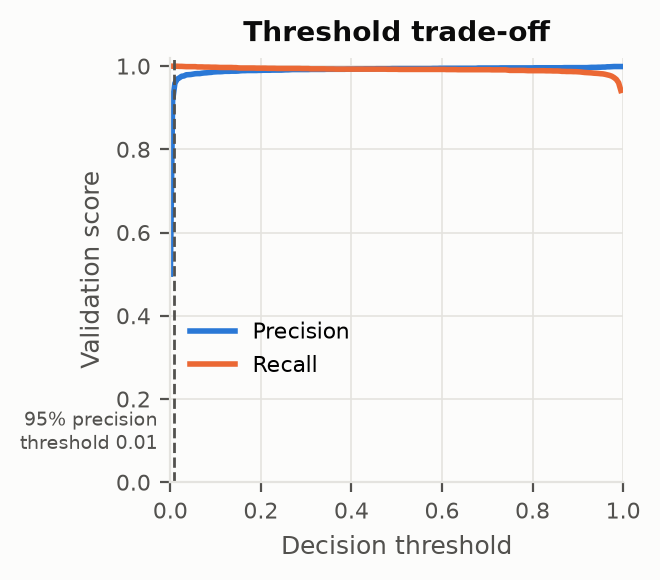 Threshold trade-off
Validation score
1.0
0.8
0.6
0.4
0.2
0.0
Precision
Recall
95% precision
threshold 0.01
0.0 0.2 0.4 0.6 0.8 1.0
Decision threshold